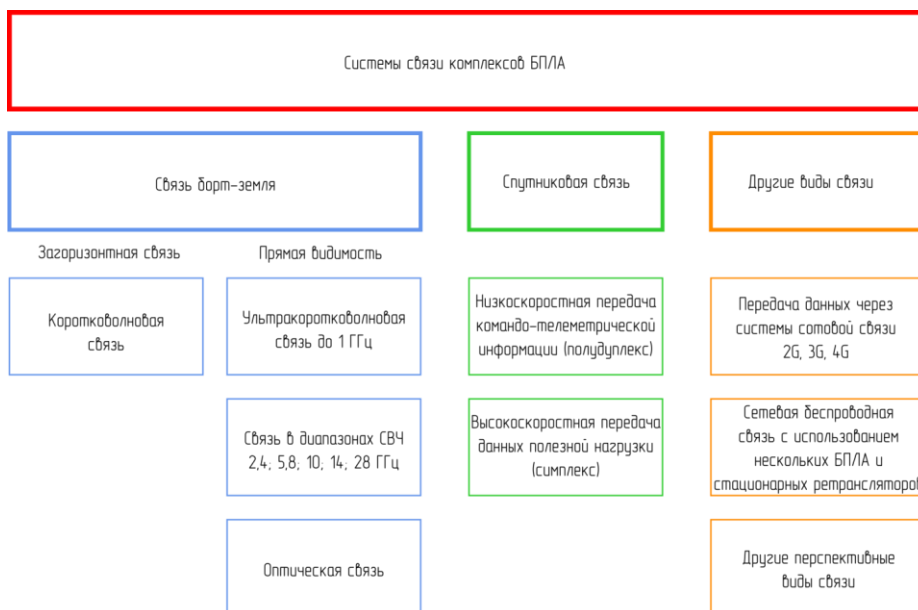 Системы связи комплексов БПЛА
Связь борт-земля
Спутниковая связь
Другие виды связи
Загоризонтная связь
Прямая видимость
Коротковолновая
связь
Ультракоротковолновая
связь до 1 ГГц
Низкоскоростная передача
командо-телеметрической
информации (полудуплекс)
Передача данных через
системы сотовой связи
2G, 3G, 4G
Связь в диапазонах СВЧ
2,4; 5,8; 10; 14; 28 ГГц
Высокоскоростная передача
данных полезной нагрузки
(симплекс)
Сетевая беспроводная
связь с использованием
нескольких БПЛА и
стационарных ретрансляторов
Оптическая связь
Другие перспективные
виды связи